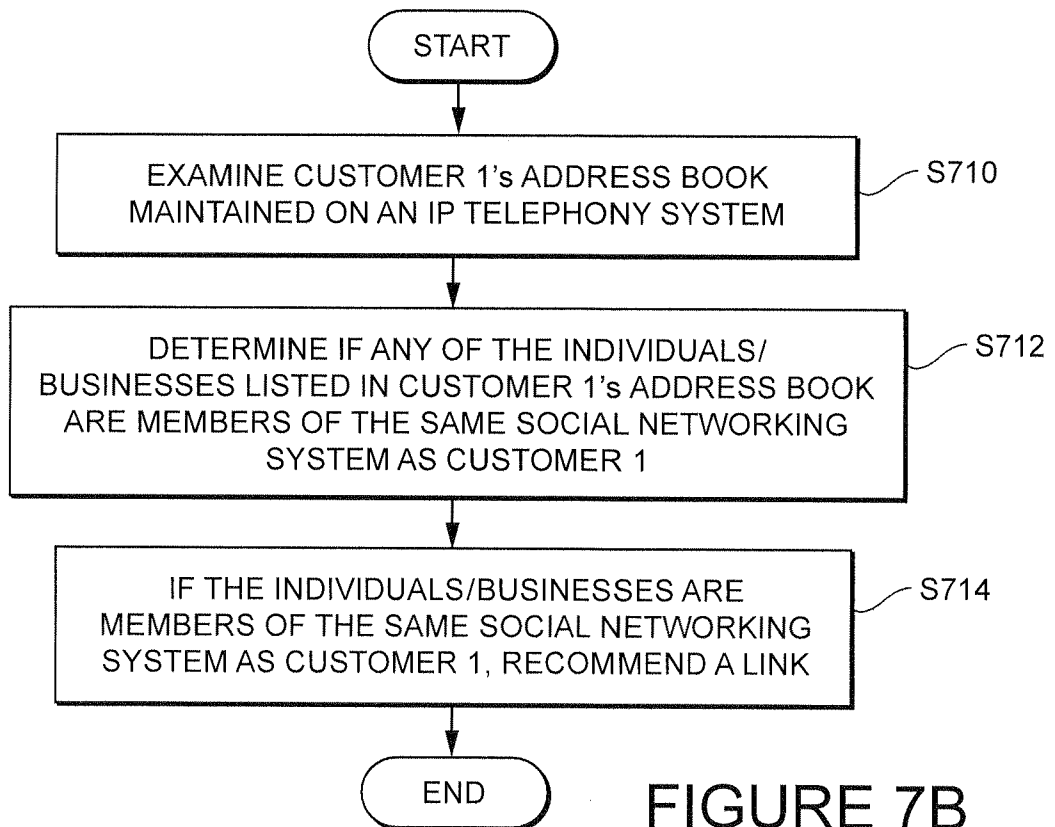 START
EXAMINE CUSTOMER 1's ADDRESS BOOK
MAINTAINED ON AN IP TELEPHONY SYSTEM
S710
DETERMINE IF ANY OF THE INDIVIDUALS/
BUSINESSES LISTED IN CUSTOMER 1's ADDRESS BOOK
ARE MEMBERS OF THE SAME SOCIAL NETWORKING
SYSTEM AS CUSTOMER 1
S712
IF THE INDIVIDUALS/BUSINESSES ARE
MEMBERS OF THE SAME SOCIAL NETWORKING
SYSTEM AS CUSTOMER 1, RECOMMEND A LINK
S714
END
FIGURE 7B